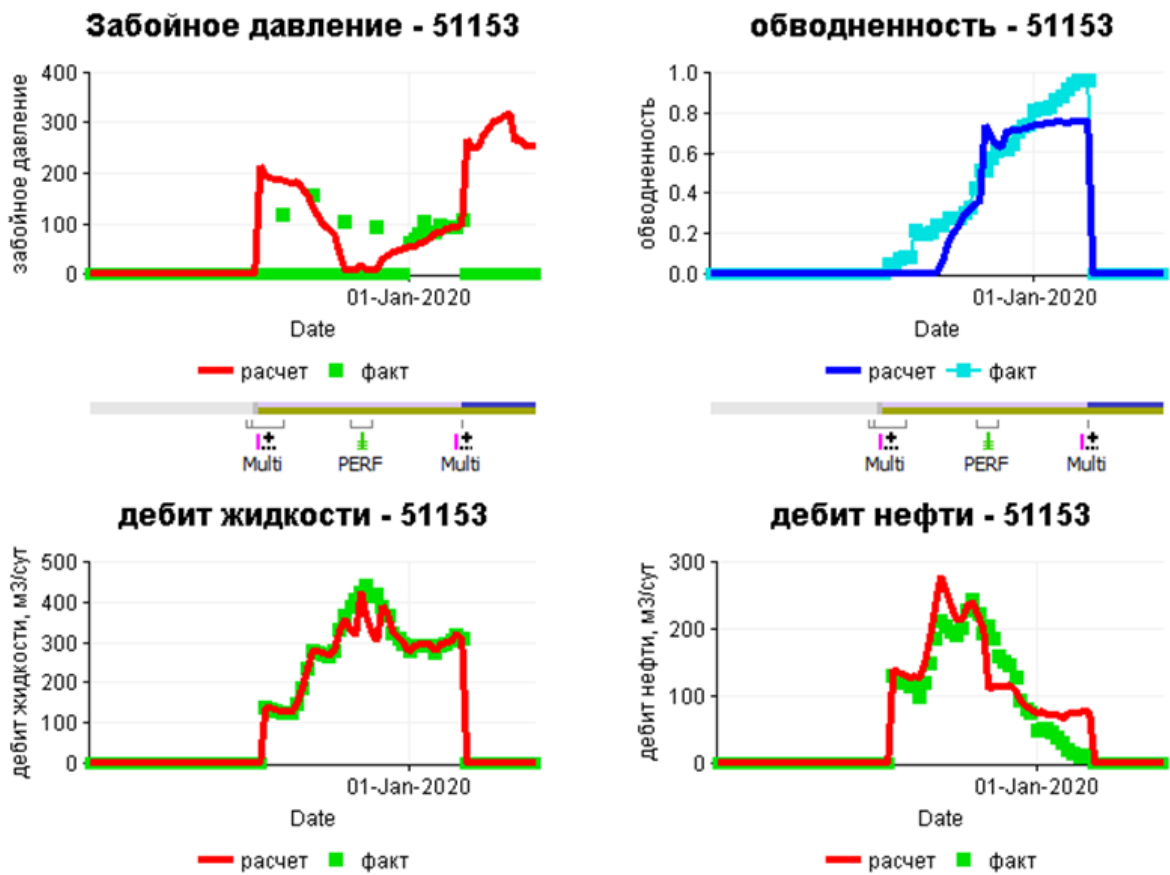 Забойное давление - 51153
забойное давление
400
300
200
100
0
01-Jan-2020
Date
расчет факт
Multi PERF Multi
обводненность - 51153
обводненность
1.0
0.8
0.6
0.4
0.2
0.0
01-Jan-2020
Date
расчет факт
Multi PERF Multi
дебит жидкости - 51153
дебит жидкости, м3/сут
500
400
300
200
100
0
01-Jan-2020
Date
расчет факт
дебит нефти - 51153
дебит нефти, м3/сут
300
200
100
0
01-Jan-2020
Date
расчет факт